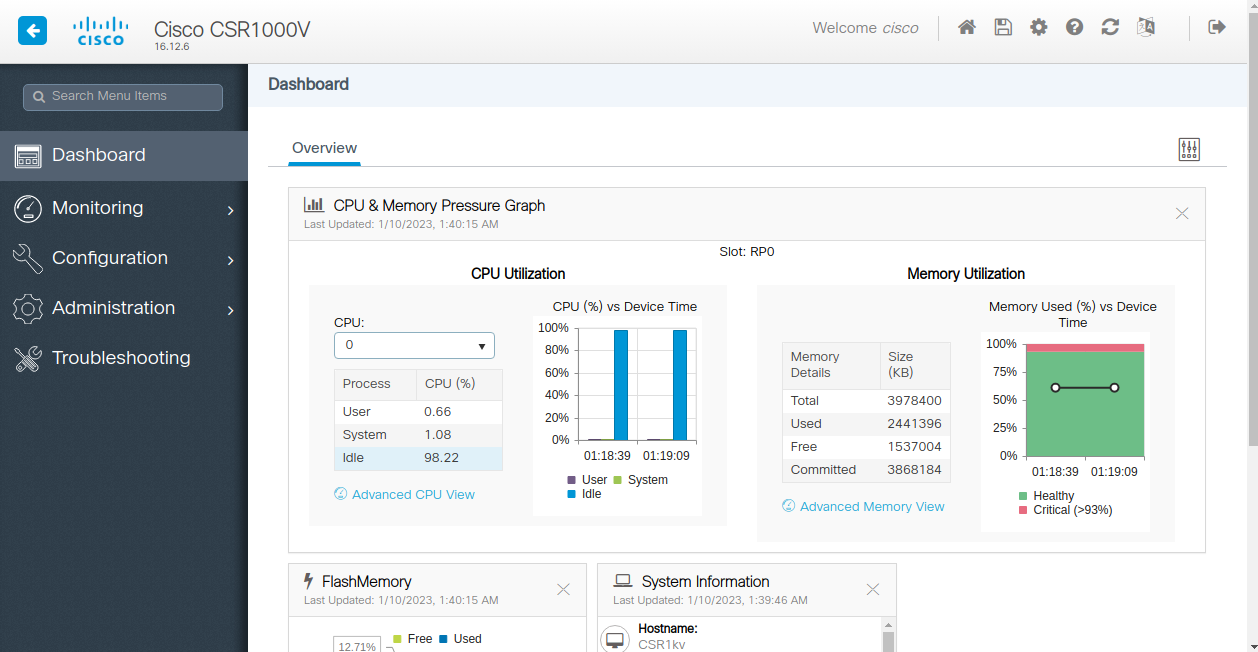 CISCO
Cisco CSR1000V
16.12.6
Welcome cisco
Search Menu Items
Dashboard
Monitoring
Configuration
Administration
Troubleshooting
Dashboard
Overview
CPU & Memory Pressure Graph
Last Updated: 1/10/2023, 1:40:15 AM
Slot: RP0
CPU Utilization
CPU:
0
Process CPU (%)
User 0.66
System 1.08
Idle 98.22
Advanced CPU View
CPU (%) vs Device Time
100%
80%
60%
40%
20%
0%
01:18:39 01:19:09
User System
Idle
Memory Utilization
Memory Details Size (KB)
Total 3978400
Used 2441396
Free 1537004
Committed 3868184
Advanced Memory View
Memory Used (%) vs Device
Time
100%
75%
50%
25%
0%
01:18:39 01:19:09
Healthy
Critical (>93%)
FlashMemory
Last Updated: 1/10/2023, 1:40:15 AM
Free Used
12.71%
System Information
Last Updated: 1/10/2023, 1:39:46 AM
Hostname:
CSR1kv